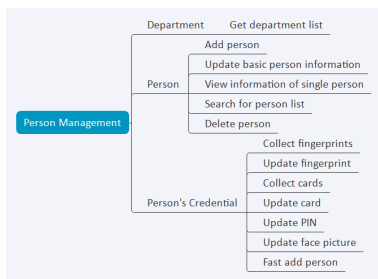 Department
Get department list
Add person
Update basic person information
Person
View information of single person
Search for person list
Delete person
Person Management
Collect fingerprints
Update fingerprint
Collect cards
Person's Credential
Update card
Update PIN
Update face picture
Fast add person